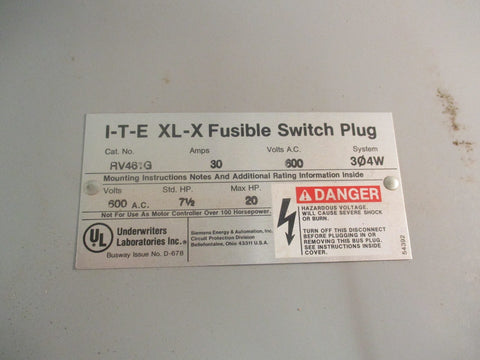 I-T-E XL-X Fusible Switch Plug
Cat. No. Amps Volts A.C. System
RV461G 30 600 3Ø4W
Mounting Instructions Notes And Additional Rating Information Inside
Volts Std. HP. Max HP.
600 A.C. 7½ 20
Not For Use As Motor Controller Over 100 Horsepower.
UL
Underwriters
Laboratories Inc.®
Busway Issue No. D-678
Siemens Energy & Automation, Inc.
Circuit Protection Division
Bellefontaine, Ohio 43311 U.S.A.
DANGER
HAZARDOUS VOLTAGE.
WILL CAUSE SEVERE SHOCK
OR BURN.
TURN OFF THIS DISCONNECT
BEFORE PLUGGING IN OR
REMOVING THIS BUS PLUG.
SEE INSTRUCTIONS INSIDE
COVER.
54392